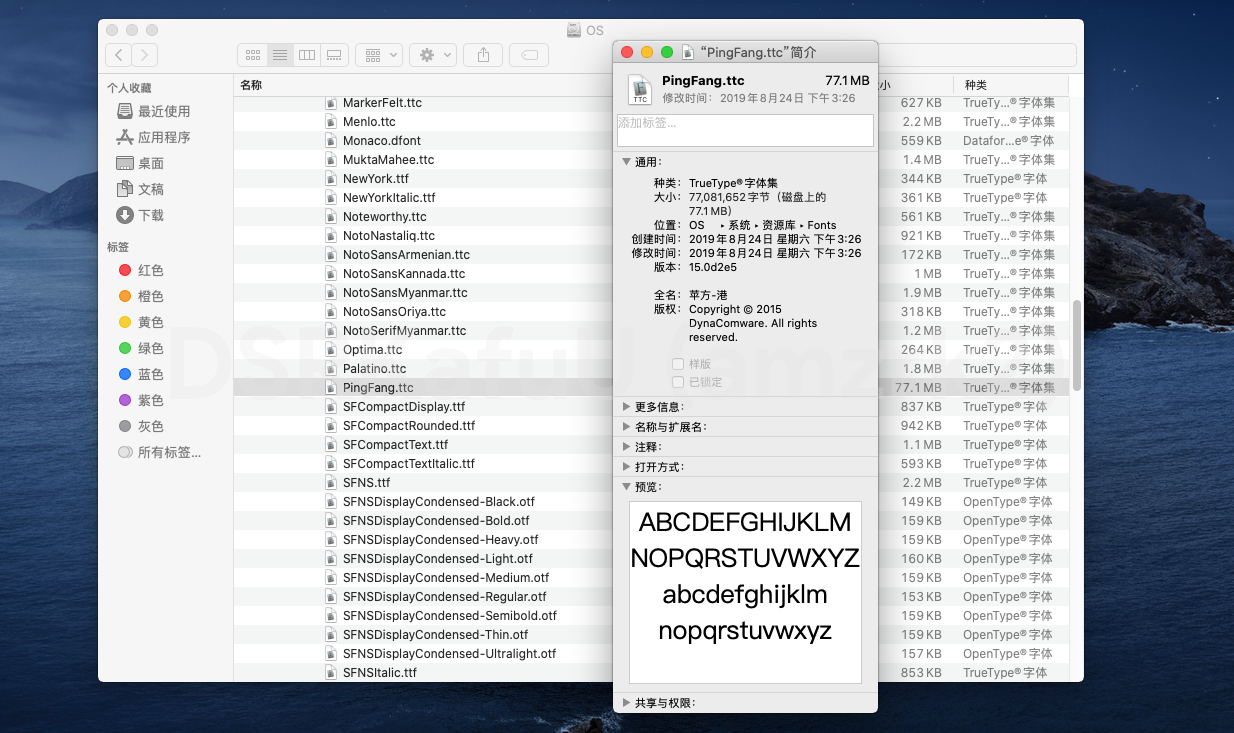 OS
个人收藏
最近使用
应用程序
桌面
文稿
下载
标签
红色
橙色
黄色
绿色
蓝色
紫色
灰色
所有标签...
名称
种类
MarkerFelt.ttc 627 KB TrueTy...®字体集
Menlo.ttc 2.2 MB TrueTy...®字体集
Monaco.dfont 559 KB Datafor...e®字体
MuktaMahee.ttc 1.4 MB TrueTy...®字体集
NewYork.ttf 344 KB TrueType®字体
NewYorkItalic.ttf 361 KB TrueType®字体
Noteworthy.ttc 561 KB TrueTy...®字体集
NotoNastaliq.ttc 921 KB TrueTy...®字体集
NotoSansArmenian.ttc 172 KB TrueTy...®字体集
NotoSansKannada.ttc 1 MB TrueTy...®字体集
NotoSansMyanmar.ttc 1.9 MB TrueTy...®字体集
NotoSansOriya.ttc 318 KB TrueTy...®字体集
NotoSerifMyanmar.ttc 1.2 MB TrueTy...®字体集
Optima.ttc 264 KB TrueTy...®字体集
Palatino.ttc 1.8 MB TrueTy...®字体集
PingFang.ttc 77.1 MB TrueTy...®字体集
SFCompactDisplay.ttf 837 KB TrueType®字体
SFCompactRounded.ttf 942 KB TrueType®字体
SFCompactText.ttf 1.1 MB TrueType®字体
SFCompactTextItalic.ttf 593 KB TrueType®字体
SFNS.ttf 2.2 MB TrueType®字体
SFNSDisplayCondensed-Black.otf 149 KB OpenType®字体
SFNSDisplayCondensed-Bold.otf 159 KB OpenType®字体
SFNSDisplayCondensed-Heavy.otf 159 KB OpenType®字体
SFNSDisplayCondensed-Light.otf 160 KB OpenType®字体
SFNSDisplayCondensed-Medium.otf 159 KB OpenType®字体
SFNSDisplayCondensed-Regular.otf 153 KB OpenType®字体
SFNSDisplayCondensed-Semibold.otf 159 KB OpenType®字体
SFNSDisplayCondensed-Thin.otf 159 KB OpenType®字体
SFNSDisplayCondensed-Ultralight.otf 157 KB OpenType®字体
SFNSItalic.ttf 853 KB TrueType®字体
“PingFang.ttc”简介
TTC
PingFang.ttc 77.1 MB
修改时间：2019年8月24日 下午3:26
添加标签...
通用：
种类：TrueType®字体集
大小：77,081,652 字节（磁盘上的
77.1 MB）
位置：OS ▸ 系统 ▸ 资源库 ▸ Fonts
创建时间：2019年8月24日 星期六 下午3:26
修改时间：2019年8月24日 星期六 下午3:26
版本：15.0d2e5
全名：苹方-港
版权：Copyright © 2015
DynaComware. All rights
reserved.
样版
已锁定
更多信息：
名称与扩展名：
注释：
打开方式：
预览：
ABCDEFGHIJKLM
NOPQRSTUVWXYZ
abcdefghijklm
nopqrstuvwxyz
共享与权限：